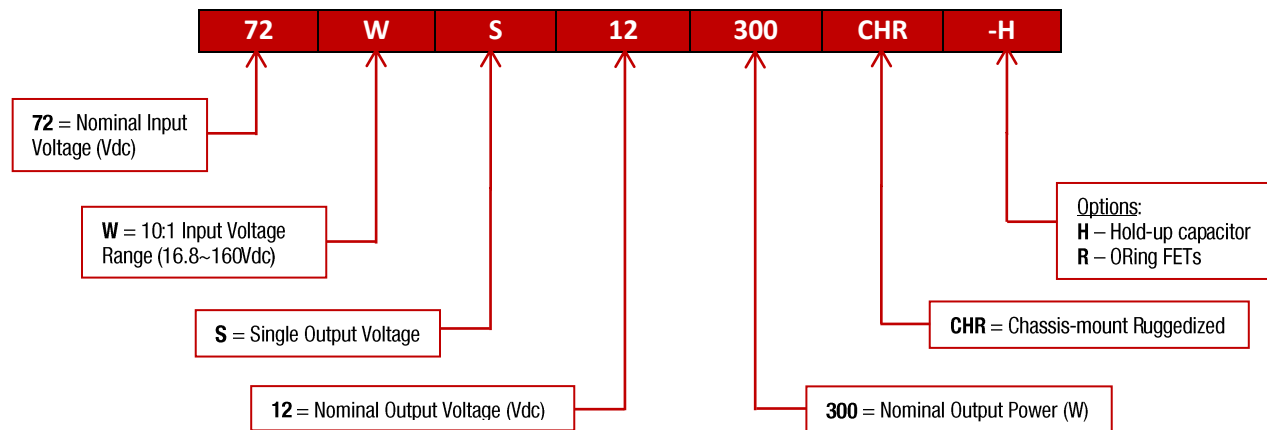 72 W S 12 300 CHR -H
72 = Nominal Input
Voltage (Vdc)
W = 10:1 Input Voltage
Range (16.8~160Vdc)
Options:
H – Hold-up capacitor
R – ORing FETs
S = Single Output Voltage
CHR = Chassis-mount Ruggedized
12 = Nominal Output Voltage (Vdc)
300 = Nominal Output Power (W)